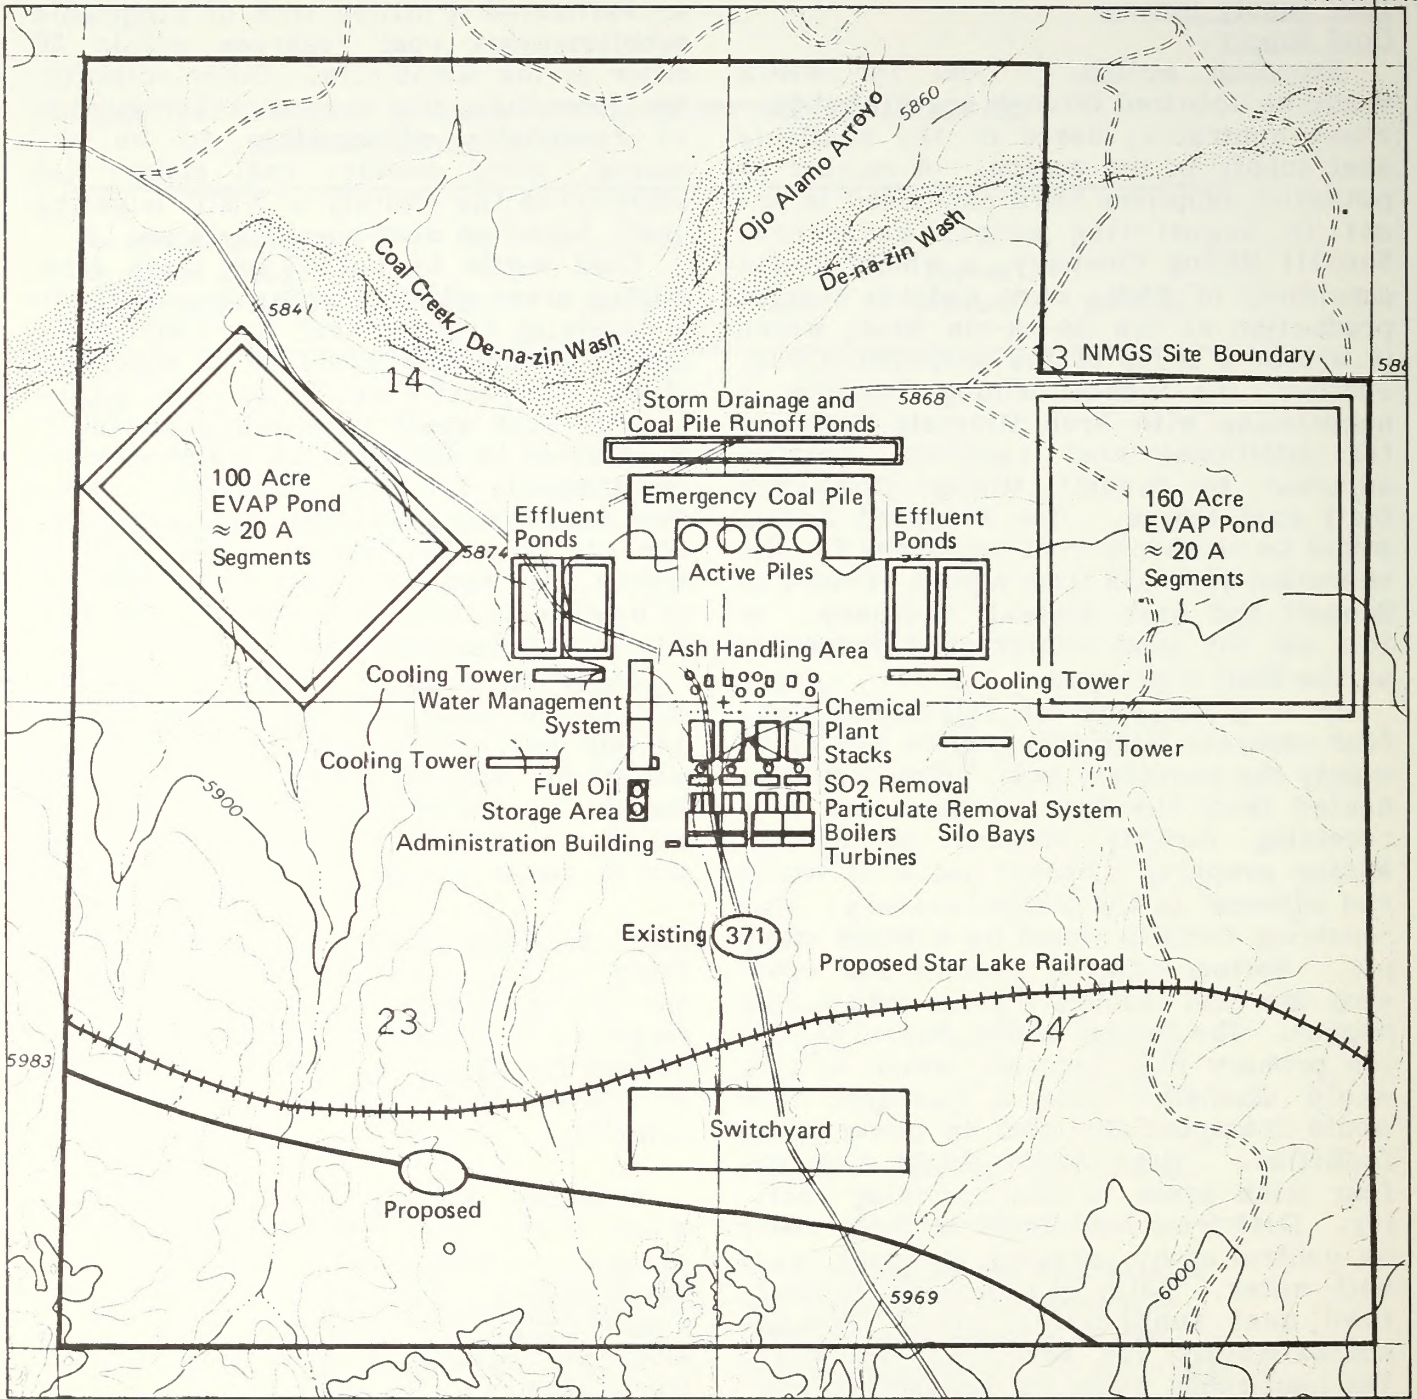 5860
Ojo Alamo Arroyo
De-na-zin Wash
Coal Creek/ De-na-zin Wash
5841
14
13
NMGS Site Boundary
5868
Storm Drainage and
Coal Pile Runoff Ponds
100 Acre
EVAP Pond
≈ 20 A
Segments
Emergency Coal Pile
160 Acre
EVAP Pond
≈ 20 A
Segments
Effluent
Ponds
Effluent
Ponds
5874
Active Piles
Ash Handling Area
Cooling Tower
Cooling Tower
Water Management
System
Chemical
Plant
Stacks
Cooling Tower
Cooling Tower
Fuel Oil
Storage Area
SO2 Removal
Particulate Removal System
5900
Administration Building
Boilers Silo Bays
Turbines
Existing 371
Proposed Star Lake Railroad
23
24
5983
Switchyard
Proposed
5969
6000